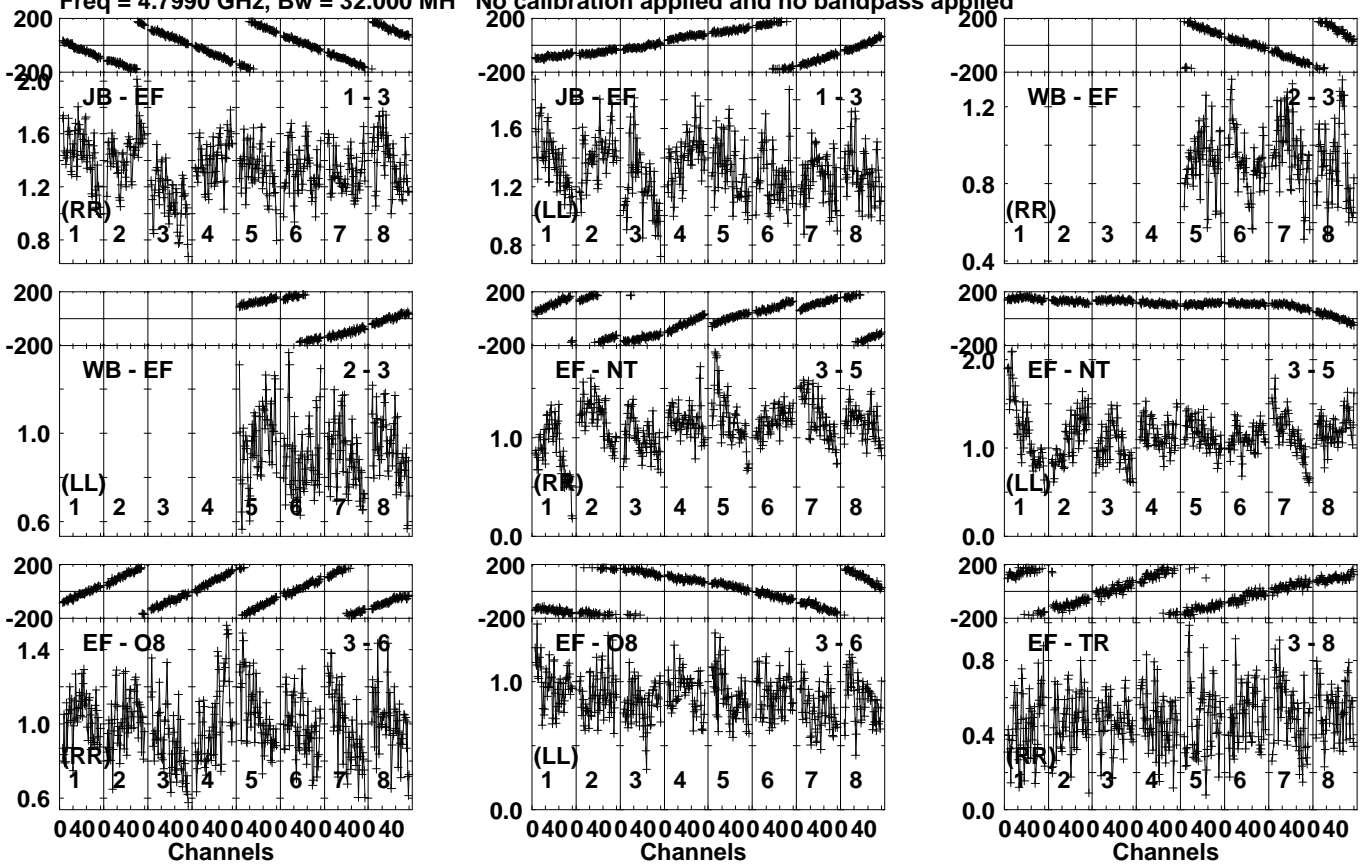 Freq = 4.7990 GHz, Bw = 32.000 MH No calibration applied and no bandpass applied
200
-200
2.0
1.6
1.2
0.8
JB - EF 1 - 3
(RR)
1 2 3 4 5 6 7 8
200
-200
1.6
1.2
0.8
JB - EF 1 - 3
(LL)
1 2 3 4 5 6 7 8
200
-200
1.2
0.8
0.4
WB - EF 2 - 3
(RR)
1 2 3 4 5 6 7 8
200
-200
1.0
0.6
WB - EF 2 - 3
(LL)
1 2 3 4 5 6 7 8
200
-200
1.0
0.0
EF - NT 3 - 5
(RR)
1 2 3 4 5 6 7 8
200
-200
2.0
1.0
0.0
EF - NT 3 - 5
(LL)
1 2 3 4 5 6 7 8
200
-200
1.4
1.0
0.6
EF - O8 3 - 6
(RR)
1 2 3 4 5 6 7 8
0 40 0 40 0 40 0 40 0 40 0 40 0 40 0 40
Channels
200
-200
1.0
0.0
EF - O8 3 - 6
(LL)
1 2 3 4 5 6 7 8
0 40 0 40 0 40 0 40 0 40 0 40 0 40 0 40
Channels
200
-200
0.8
0.4
0.0
EF - TR 3 - 8
(RR)
1 2 3 4 5 6 7 8
0 40 0 40 0 40 0 40 0 40 0 40 0 40 0 40
Channels